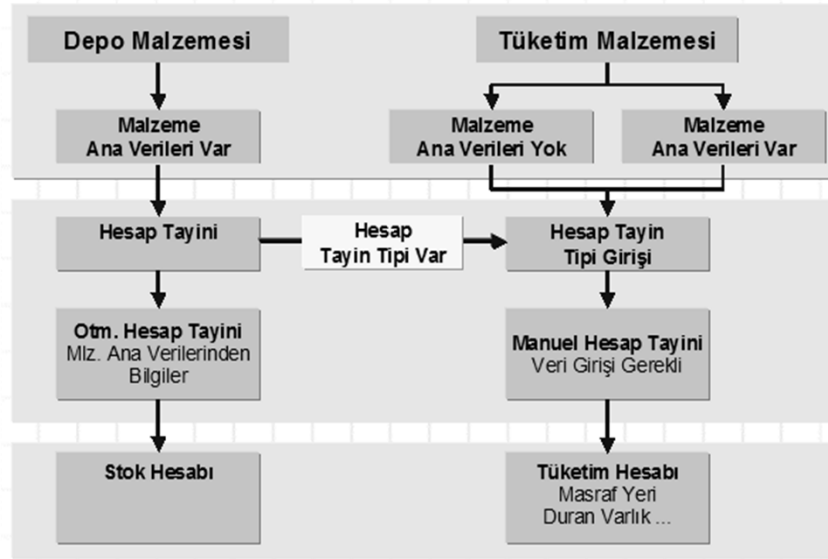 Depo Malzemesi
Tüketim Malzemesi
Malzeme
Ana Verileri Var
Malzeme
Ana Verileri Yok
Malzeme
Ana Verileri Var
Hesap Tayini
Hesap
Tayin Tipi Var
Hesap Tayin
Tipi Girişi
Otm. Hesap Tayini
Mlz. Ana Verilerinden
Bilgiler
Manuel Hesap Tayini
Veri Girişi Gerekli
Stok Hesabı
Tüketim Hesabı
Masraf Yeri
Duran Varlık ...